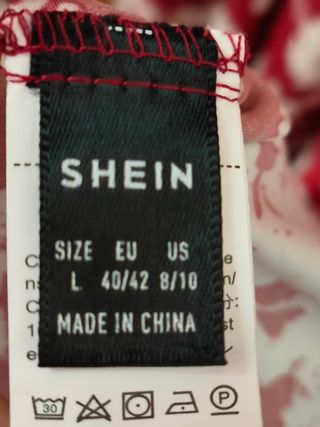 SHEIN
SIZE EU US
L 40/42 8/10
MADE IN CHINA
30
P